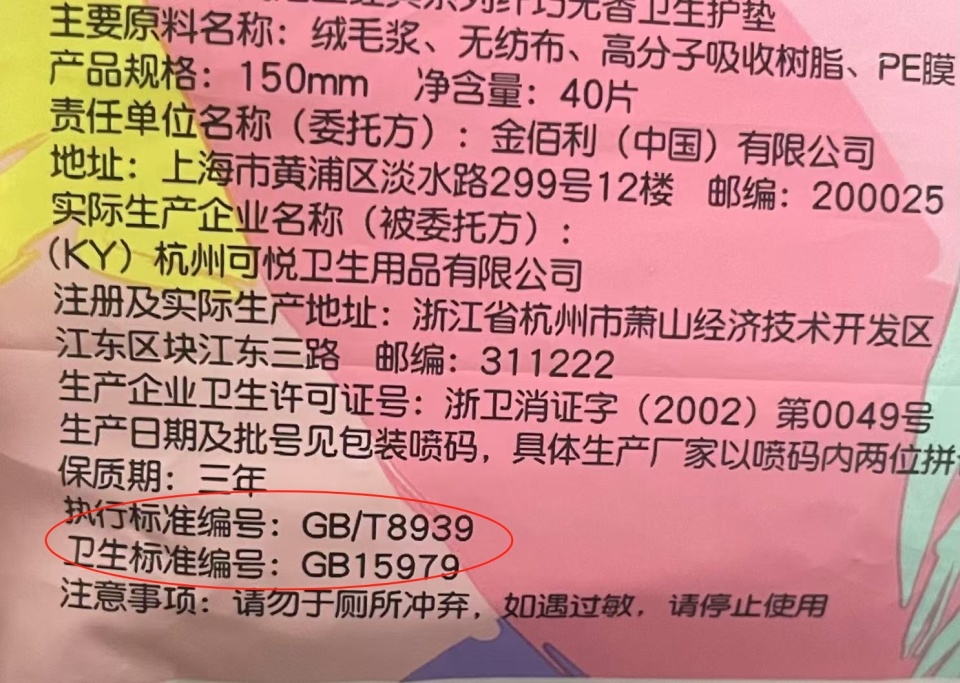 系列纤巧无香卫生护垫
主要原料名称：绒毛浆、无纺布、高分子吸收树脂、PE膜
产品规格：150mm 净含量：40片
责任单位名称（委托方）：金佰利（中国）有限公司
地址：上海市黄浦区淡水路299号12楼 邮编：200025
实际生产企业名称（被委托方）：
（KY）杭州可悦卫生用品有限公司
注册及实际生产地址：浙江省杭州市萧山经济技术开发区
江东区块江东三路 邮编：311222
生产企业卫生许可证号：浙卫消证字（2002）第0049号
生产日期及批号见包装喷码，具体生产厂家以喷码内两位拼
保质期：三年
执行标准编号：GB/T8939
卫生标准编号：GB15979
注意事项：请勿于厕所冲弃，如遇过敏，请停止使用